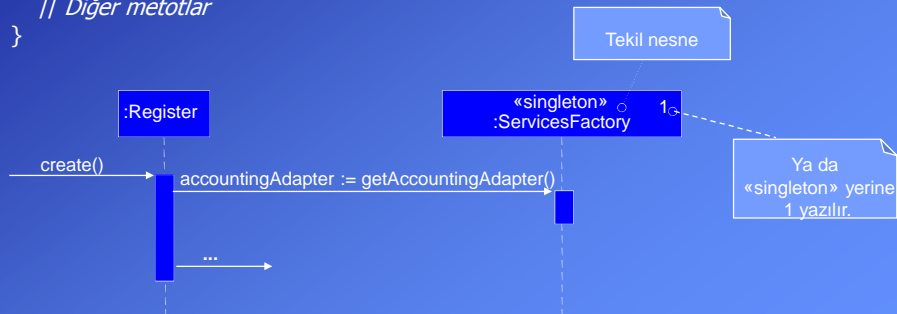 // Diğer metotlar
}
Tekil nesne
:Register
«singleton»
:ServicesFactory
1
Ya da
«singleton» yerine
1 yazılır.
create()
accountingAdapter := getAccountingAdapter()
...